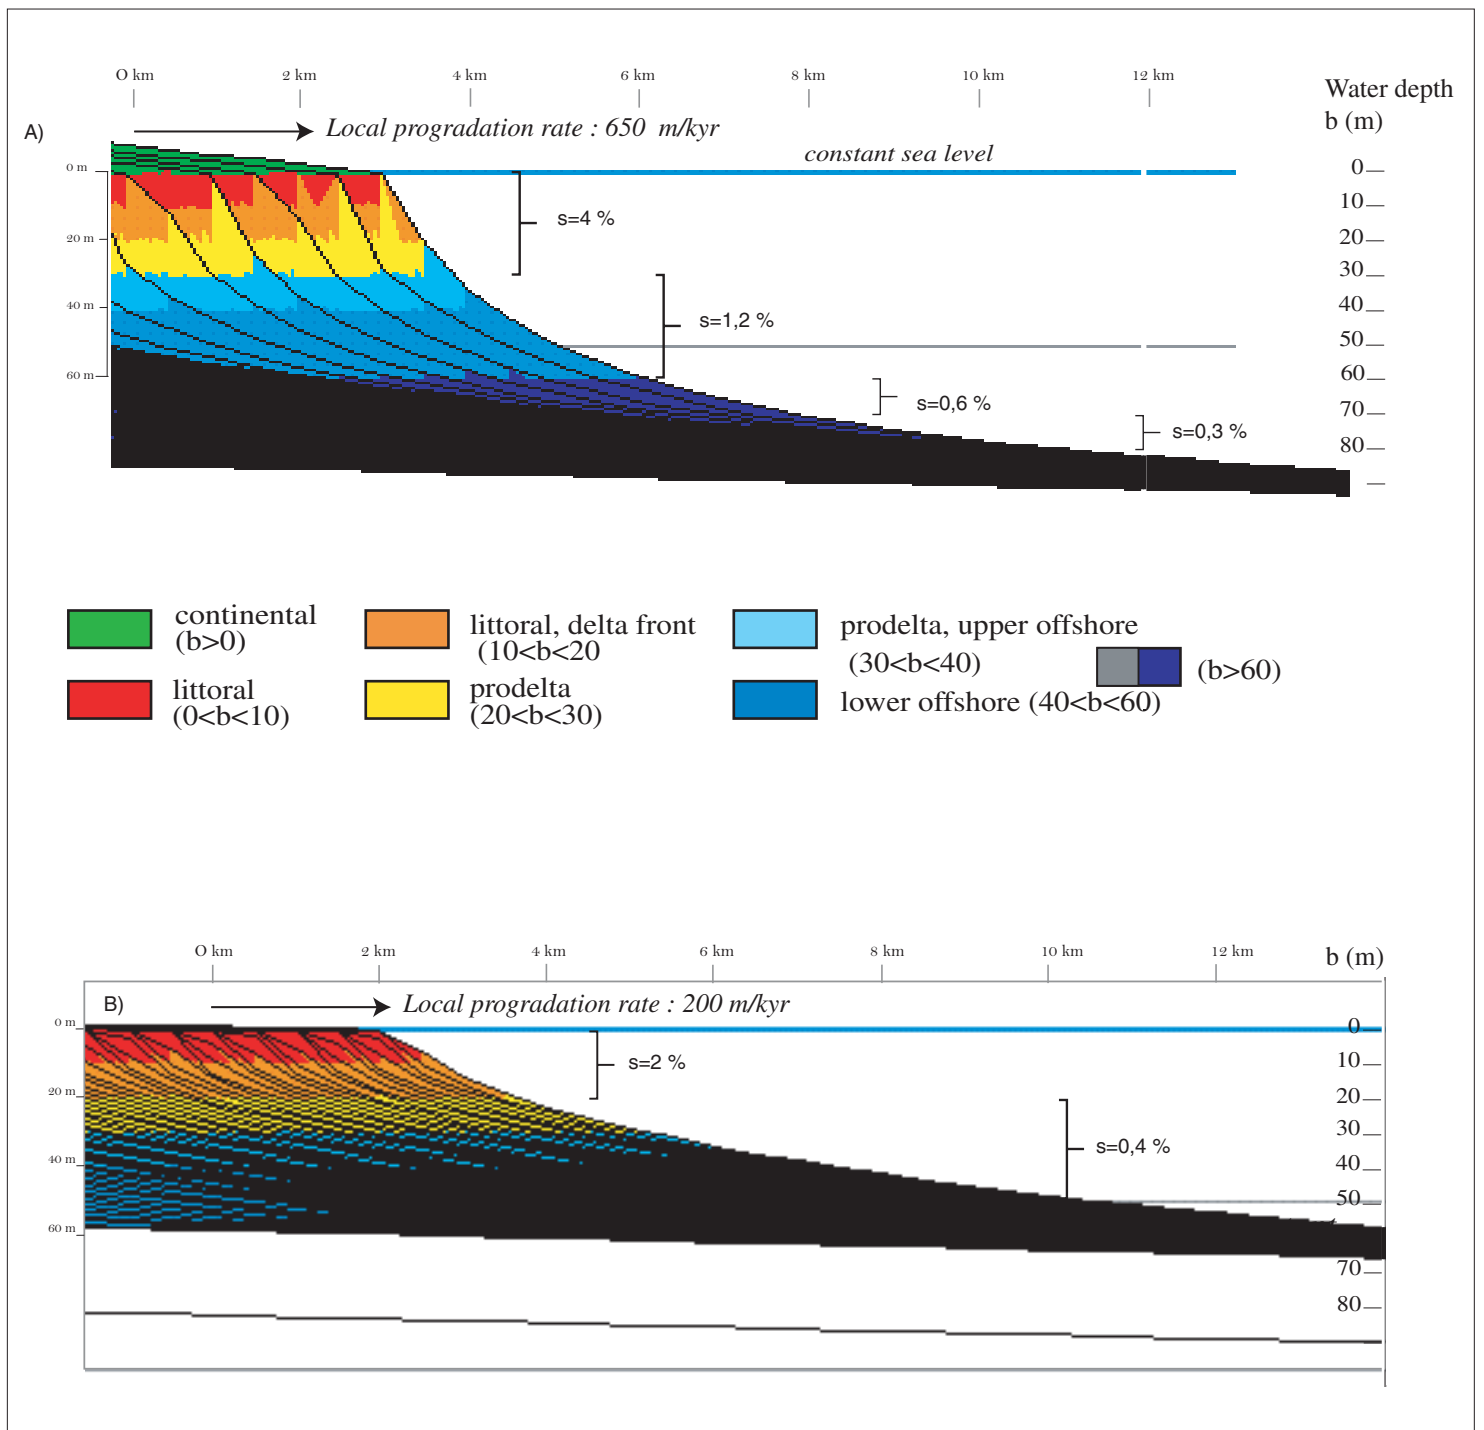 O km 2 km 4 km 6 km 8 km 10 km 12 km
Water depth
b (m)
A)
Local progradation rate : 650 m/kyr
constant sea level
0 m
20 m
40 m
60 m
s=4 %
s=1,2 %
s=0,6 %
s=0,3 %
0
10
20
30
40
50
60
70
80
continental
(b>0)
littoral
(0<b<10)
littoral, delta front
(10<b<20
prodelta
(20<b<30)
prodelta, upper offshore
(30<b<40)
lower offshore (40<b<60)
(b>60)
O km 2 km 4 km 6 km 8 km 10 km 12 km
b (m)
B)
Local progradation rate : 200 m/kyr
0 m
20 m
40 m
60 m
s=2 %
s=0,4 %
0
10
20
30
40
50
70
80